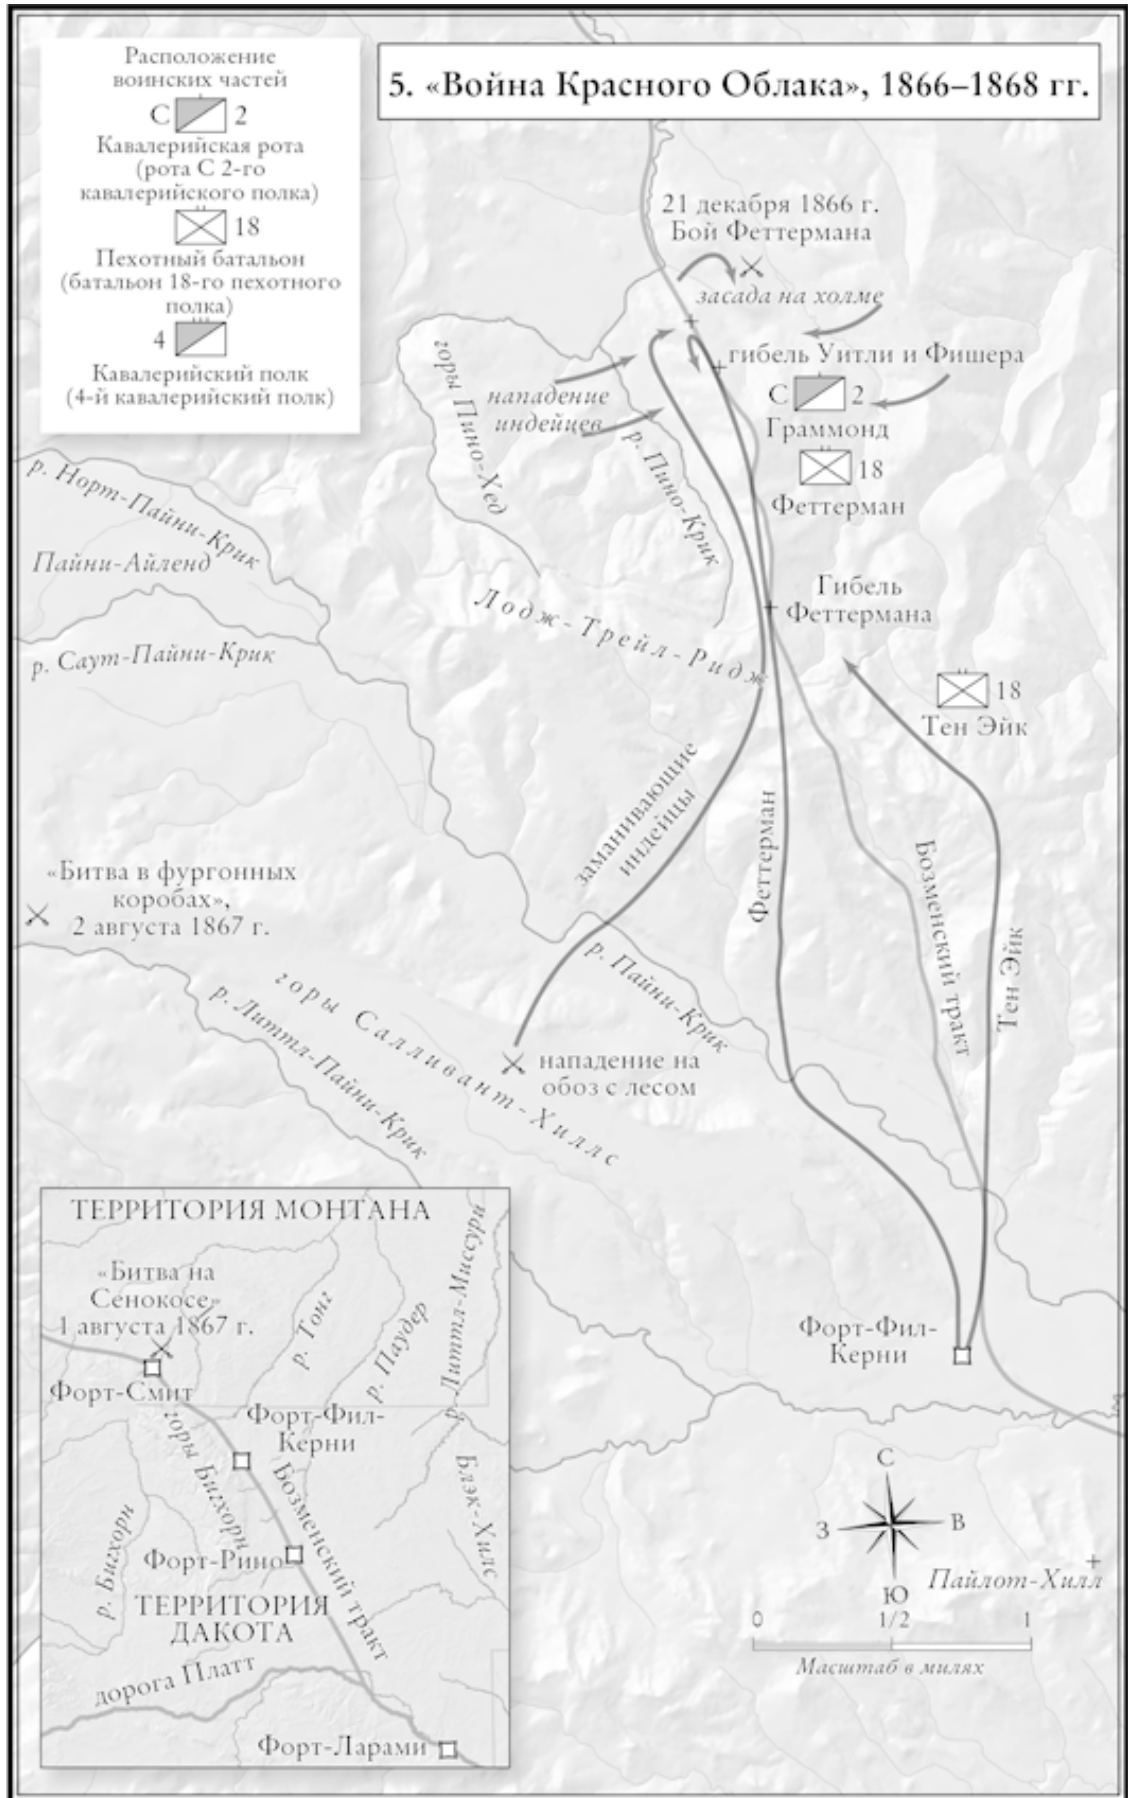 Расположение
воинских частей
С 2
Кавалерийская рота
(рота С 2-го
кавалерийского полка)
18
Пехотный батальон
(батальон 18-го пехотного
полка)
4
Кавалерийский полк
(4-й кавалерийский полк)
5. «Война Красного Облака», 1866–1868 гг.
21 декабря 1866 г.
Бой Феттермана
засада на холме
гибель Уитли и Фишера
С 2
Граммонд
18
Феттерман
нападение
индейцев
горы Пино-Хед
р. Пино-Крик
р. Норт-Пайни-Крик
Пайни-Айленд
р. Саут-Пайни-Крик
Лодж-Трейл-Ридж
Гибель
Феттермана
18
Тен Эйк
заманивающие
индейцы
Феттерман
Бозменский тракт
Тен Эйк
«Битва в фургонных
коробах»,
2 августа 1867 г.
р. Пайни-Крик
горы Салливант-Хиллс
р. Литтл-Пайни-Крик
нападение на
обоз с лесом
Форт-Фил-
Керни
ТЕРРИТОРИЯ МОНТАНА
«Битва на
Сенокосе»
1 августа 1867 г.
Форт-Смит
р. Тонг
р. Паудер
р. Литтл-Миссури
горы Бигхорн
Форт-Фил-
Керни
Бозменский тракт
Блэк-Хилс
р. Бигхорн
Форт-Рино
ТЕРРИТОРИЯ
ДАКОТА
дорога Платт
Форт-Ларами
С
З В
Ю
Пайлот-Хилл
0 1/2 1
Масштаб в милях